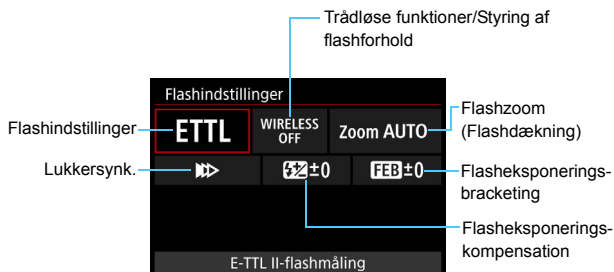 Trådløse funktioner/Styring af
flashforhold
Flashindstillinger
Flashindstillinger
ETTL
WIRELESS
OFF
Zoom AUTO
Flashzoom
(Flashdækning)
Lukkersynk.
±0
FEB±0
Flasheksponerings-
bracketing
Flasheksponerings-
kompensation
E-TTL II-flashmåling